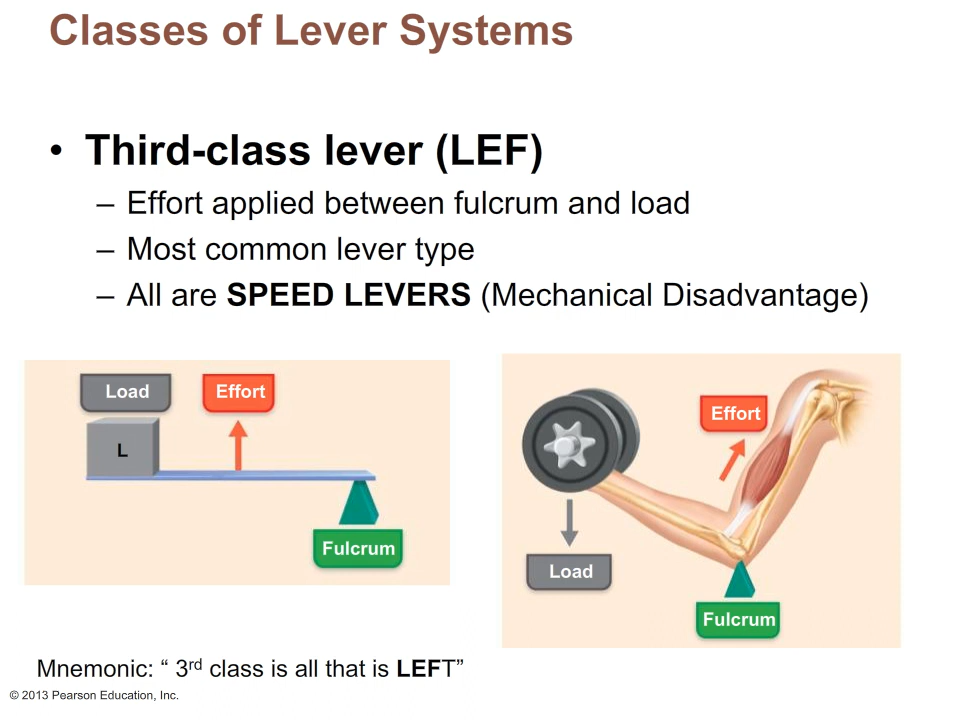 Classes of Lever Systems
• Third-class lever (LEF)
– Effort applied between fulcrum and load
– Most common lever type
– All are SPEED LEVERS (Mechanical Disadvantage)
Load
Effort
L
Fulcrum
Effort
Load
Fulcrum
Mnemonic: “ 3rd class is all that is LEFT”
© 2013 Pearson Education, Inc.